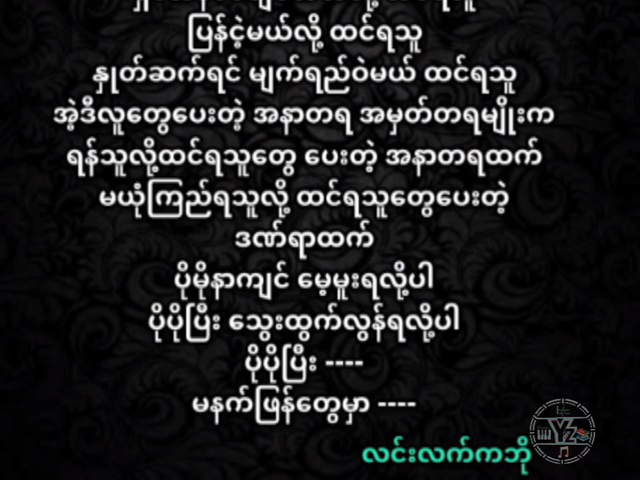 ပြန်ငဲ့မယ်လို့ ထင်ရသူ
နှုတ်ဆက်ရင် မျက်ရည်ဝဲမယ် ထင်ရသူ
အဲ့ဒီလူတွေပေးတဲ့ အနာတရ အမှတ်တရမျိုးက
ရန်သူလို့ထင်ရသူတွေ ပေးတဲ့ အနာတရထက်
မယုံကြည်ရသူလို့ ထင်ရသူတွေပေးတဲ့
ဒဏ်ရာထက်
ပိုမိုနာကျင် မေ့မူးရလို့ပါ
ပိုပိုပြီး သွေးထွက်လွန်ရလို့ပါ
ပိုပိုပြီး ----
မနက်ဖြန်တွေမှာ ----
လင်းလက်ကဘို
YZ